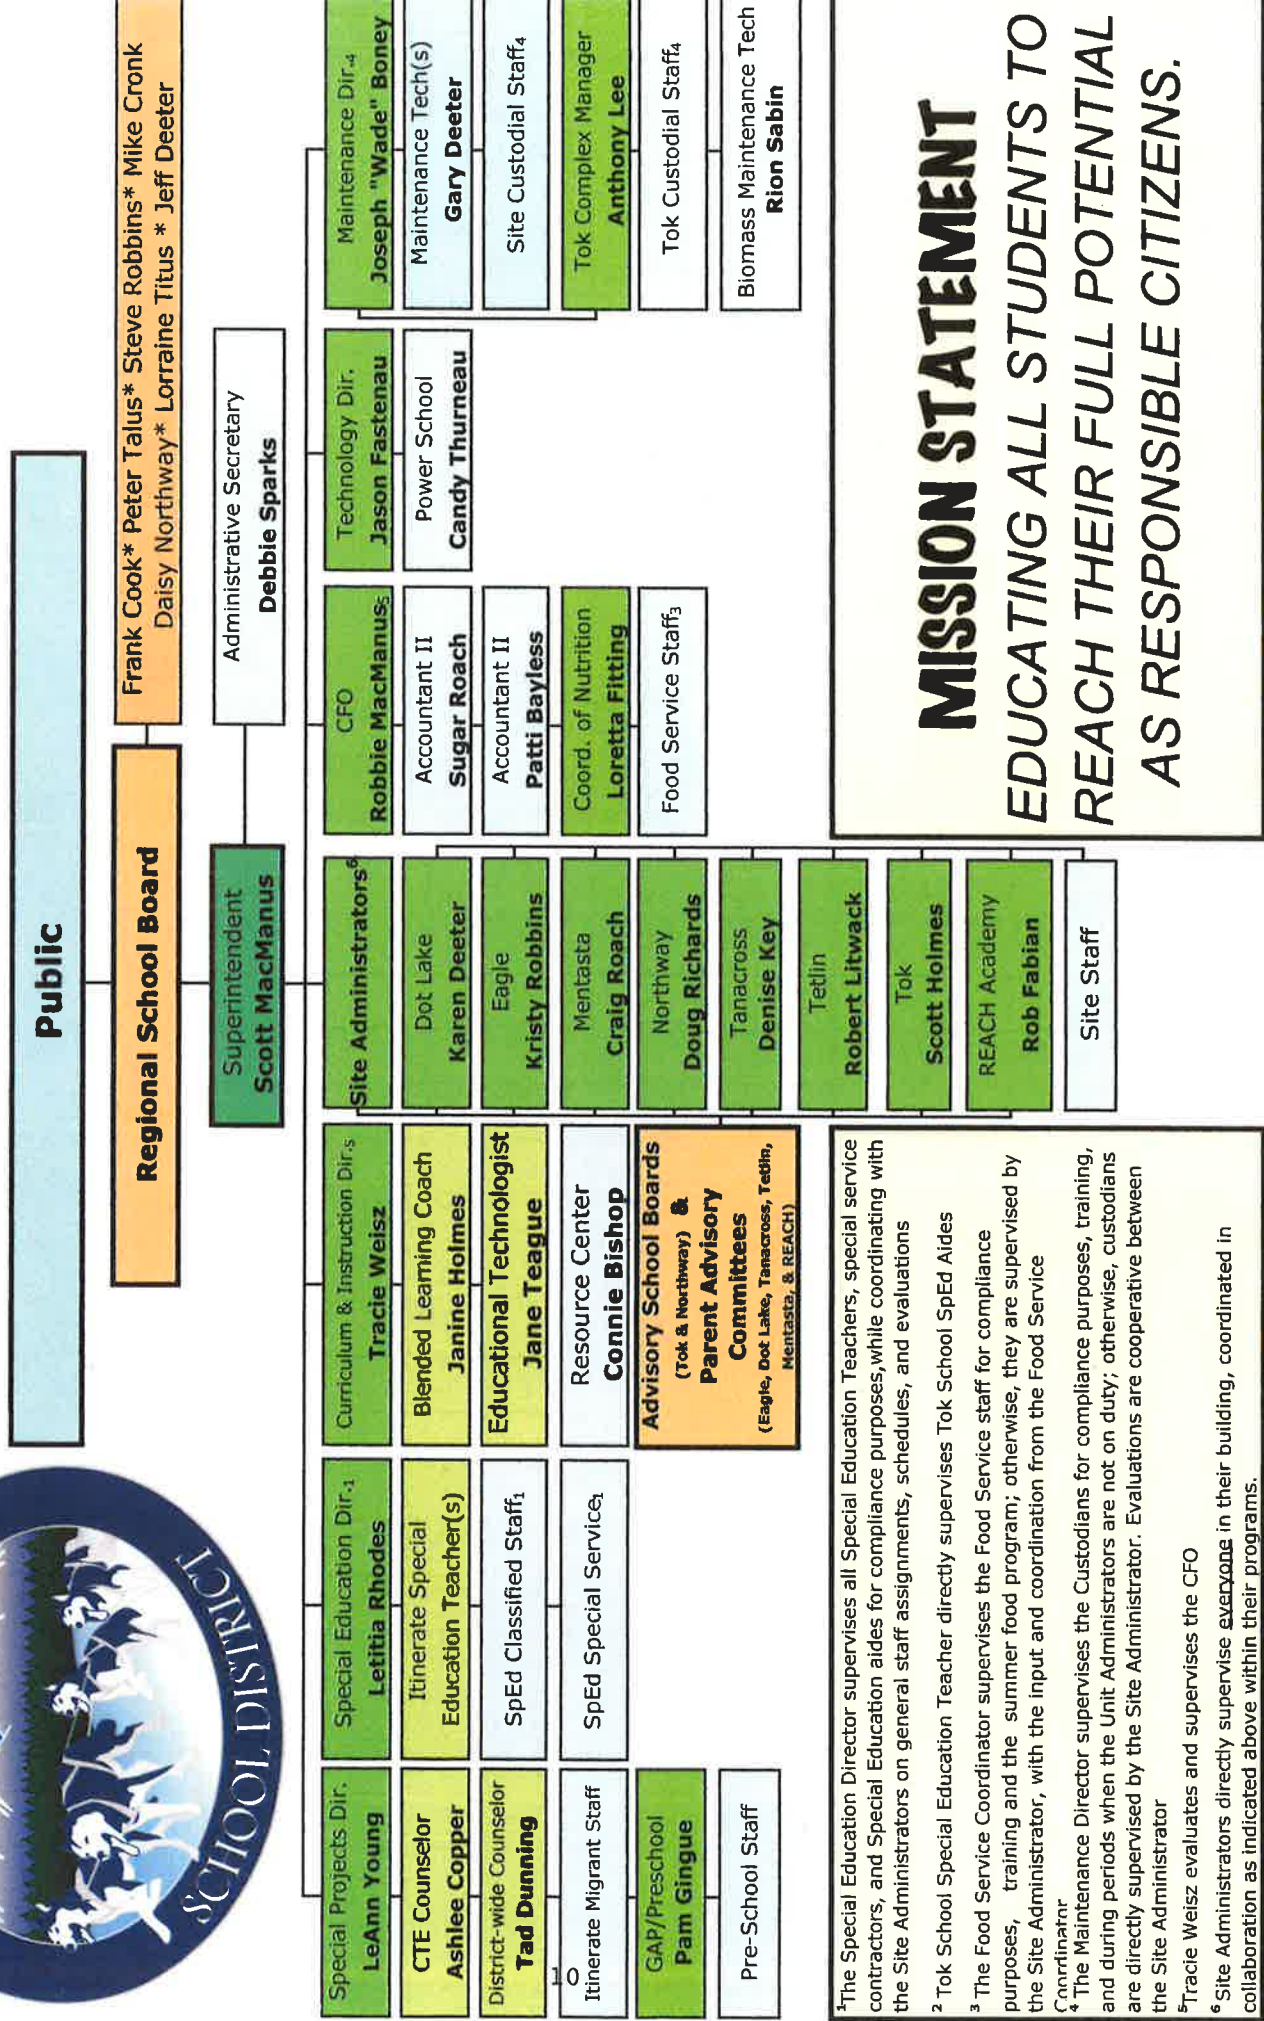 SCHOOL DISTRICT
Public
Regional School Board
Frank Cook* Peter Talus* Steve Robbins* Mike Cronk
Daisy Northway* Lorraine Titus * Jeff Deeter
Superintendent
Scott MacManus
Administrative Secretary
Debbie Sparks
Special Projects Dir.
LeAnn Young
CTE Counselor
Ashlee Copper
District-wide Counselor
Tad Dunning
10
Itinerate Migrant Staff
GAP/Preschool
Pam Gingue
Pre-School Staff
Special Education Dir.1
Letitia Rhodes
Itinerate Special
Education Teacher(s)
SpEd Classified Staff1
SpEd Special Service1
Curriculum & Instruction Dir.5
Tracie Weisz
Blended Learning Coach
Janine Holmes
Educational Technologist
Jane Teague
Resource Center
Connie Bishop
Advisory School Boards
(Tok & Northway) &
Parent Advisory
Committees
(Eagle, Dot Lake, Tanacross, Tetlin,
Mentasta, & REACH)
Site Administrators6
Dot Lake
Karen Deeter
Eagle
Kristy Robbins
Mentasta
Craig Roach
Northway
Doug Richards
Tanacross
Denise Key
Tetlin
Robert Litwack
Tok
Scott Holmes
REACH Academy
Rob Fabian
Site Staff
CFO
Robbie MacManus5
Accountant II
Sugar Roach
Accountant II
Patti Bayless
Coord. of Nutrition
Loretta Fitting
Food Service Staff3
Technology Dir.
Jason Fastenau
Power School
Candy Thurneau
Maintenance Dir.4
Joseph "Wade" Boney
Maintenance Tech(s)
Gary Deeter
Site Custodial Staff4
Tok Complex Manager
Anthony Lee
Tok Custodial Staff4
Biomass Maintenance Tech
Rion Sabin
1The Special Education Director supervises all Special Education Teachers, special service
contractors, and Special Education aides for compliance purposes,while coordinating with
the Site Administrators on general staff assignments, schedules, and evaluations
2 Tok School Special Education Teacher directly supervises Tok School SpEd Aides
3 The Food Service Coordinator supervises the Food Service staff for compliance
purposes, training and the summer food program; otherwise, they are supervised by
the Site Administrator, with the input and coordination from the Food Service
Coordinator
4 The Maintenance Director supervises the Custodians for compliance purposes, training,
and during periods when the Unit Administrators are not on duty; otherwise, custodians
are directly supervised by the Site Administrator. Evaluations are cooperative between
the Site Administrator
5Tracie Weisz evaluates and supervises the CFO
6 Site Administrators directly supervise everyone in their building, coordinated in
collaboration as indicated above within their programs.
MISSION STATEMENT
EDUCATING ALL STUDENTS TO
REACH THEIR FULL POTENTIAL
AS RESPONSIBLE CITIZENS.